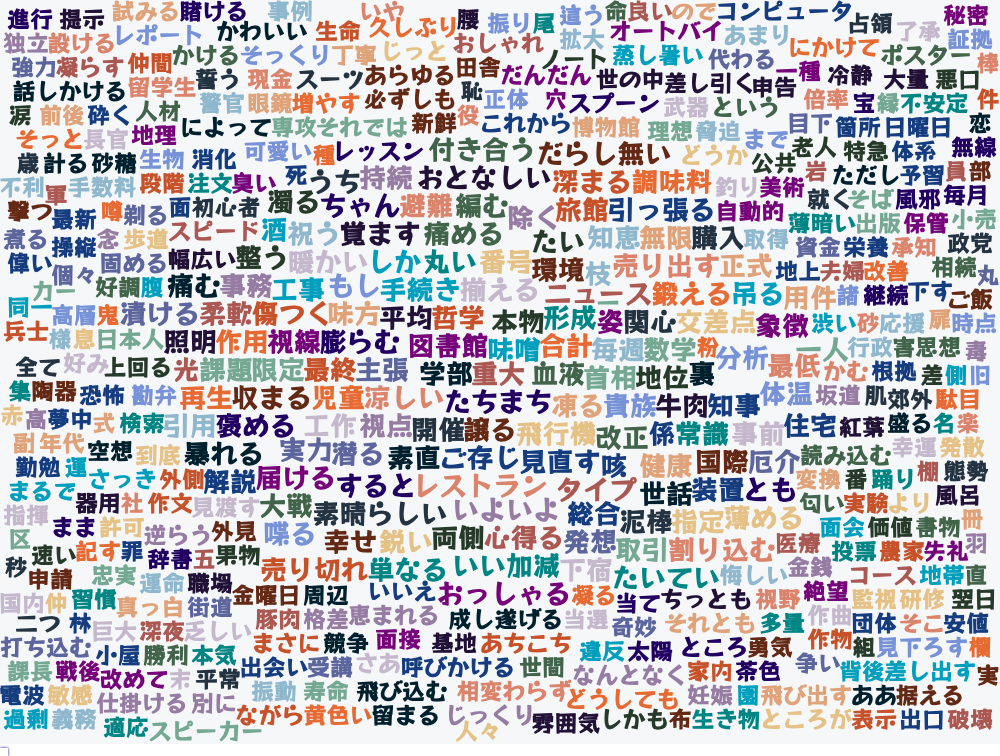 進行 提示 試みる 賭ける 事例 いや 腰 振り 尾 違う 命 良い ので コンピュータ 占領 了承 秘密
独立 設ける レポート かわいい 生命 久しぶり おしゃれ 拡大 オートバイ あまり にかけて ポスター 証拠
強力 凝らす 仲間 かける そっくり 丁寧 じっと 田舎 ノート 蒸し暑い 代わる 一種 冷静 大量 悪口 棒
話しかける 留学生 誓う 現金 スーツ あらゆる だんだん 世の中 差し引く 申告 倍率 宝 縁 不安定 件
涙 前後 砕く 人材 警官 眼鏡 増やす 必ずしも 恥 正体 穴 スプーン 武器 という 目下 箇所 日曜日 恋
そっと 長官 地理 によって 専攻 それでは 新鮮 役 これから 博物館 理想 脅迫 まで 老人 特急 体系 無線
歳 計る 砂糖 生物 消化 可愛い 種 レッスン 付き合う だらし無い どうか 公共 岩 ただし 予習 員 部
不利 軍 手数料 段階 注文 臭い 死 うち 持続 おとなしい 深まる 調味料 釣り 美術 就く そば 風邪 毎月
撃つ 最新 噂 剃る 面 初心者 濁る ちゃん 避難 編む 除く 旅館 引っ張る 自動的 薄暗い 出版 保管 小売
煮る 操縦 念 歩道 スピード 酒 祝う 覚ます 痛める たい 知恵 無限 購入 取得 資金 栄養 承知 政党
偉い 個々 固める 幅広い 整う 暖かい しか 丸い 番号 環境 枝 売り出す 正式 地上 夫婦 改善 相続 丸
カー 好調 腹 痛む 事務 工事 もし 手続き 揃える ニュース 鍛える 吊る 用件 諸 継続 下す ご飯
同一 高層 鬼 漬ける 柔軟 傷つく 味方 平均 哲学 本物 形成 姿 関心 交差点 象徴 渋い 砂 応援 扉 時点
兵士 様 息 日本人 照明 作用 視線 膨らむ 図書館 味噌 合計 毎週 数学 粉 分析 一人 行政 害 思想 毒
全て 好み 上回る 光 課題 限定 最終 主張 学部 重大 血液 首相 地位 裏 最低 かむ 根拠 差 側 旧
集 陶器 恐怖 勘弁 再生 収まる 児童 涼しい たちまち 凍る 貴族 牛肉 知事 体温 坂道 肌 郊外 駄目
赤 高 夢中 式 検索 引用 褒める 工作 視点 開催 譲る 飛行機 改正 係 常識 事前 住宅 紅葉 盛る 名 楽
副 年代 空想 到底 暴れる 実力 潜る 素直 ご存じ 見直す 咳 健康 国際 厄介 読み込む 幸運 発散
勤勉 運 さっさと 外側 解説 届ける すると レストラン タイプ 世話 装置 とも 変換 番 踊り 棚 態勢
まるで 器用 社 作文 見渡す 大戦 素晴らしい いよいよ 総合 泥棒 指定 薄める 匂い 実験 より 風呂
指揮 まま 許可 逆らう 外見 喋る 幸せ 鋭い 両側 心得る 発想 取引 割り込む 医療 面会 価値 書物 冊
区 速い 記す 罪 辞書 五 果物 売り切れ 単なる いい加減 下宿 たいてい 悔しい 金銭 投票 農家 失礼 羽
秒 申請 忠実 運命 職場 金曜日 周辺 いいえ おっしゃる 凝る 当て ちっとも 視野 絶望 コース 地帯 直
国内 仲 習慣 真っ白 街道 豚肉 格差 恵まれる 成し遂げる 当選 奇妙 それとも 多量 作曲 監視 研修 翌日
二つ 林 巨大 深夜 乏しい まさに 競争 面接 基地 あちこち 違反 太陽 ところ 勇気 作物 団体 そこ 安値
打ち込む 小屋 勝利 本気 出会い 受講 さあ 呼びかける 世間 なんとなく 家内 茶色 争い 組 見下ろす 欄
課長 戦後 改めて 末 平常 振動 寿命 飛び込む 相変わらず どうしても 妊娠 園 飛び出す 背後 差し出す 実
電波 敏感 仕掛ける 別に ながら 黄色い 留まる じっくり 雰囲気 しかも 布 生き物 ところが ああ 据える
過剰 義務 適応 スピーカー 人々 表示 出口 破壊